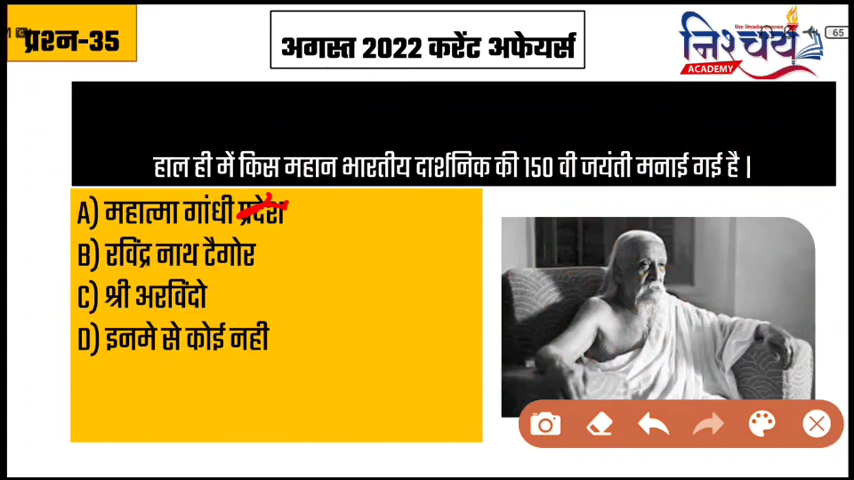 प्रश्न-35
अगस्त 2022 करेंट अफेयर्स
निश्चय
ACADEMY
65
हाल ही में किस महान भारतीय दार्शनिक की 150 वी जयंती मनाई गई है ।
A) महात्मा गांधी प्रदेश
B) रविंद्र नाथ टैगोर
C) श्री अरविंदो
D) इनमे से कोई नही